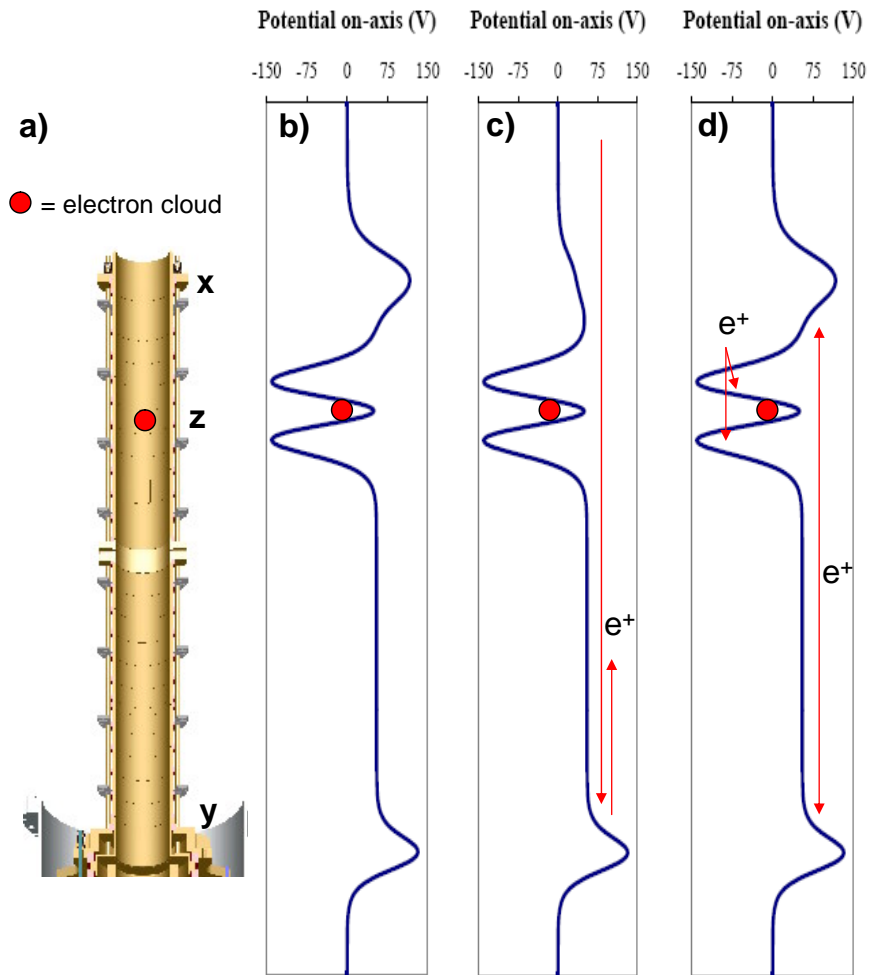 Potential on-axis (V) Potential on-axis (V) Potential on-axis (V)
-150 -75 0 75 150 -150 -75 0 75 150 -150 -75 0 75 150
a) b) c) d)
= electron cloud
x
e⁺
z
e⁺
e⁺
y